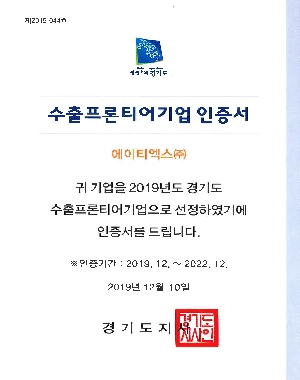 제2019-044호
세계속의 경기도
수출프론티어기업 인증서
에이티엑스㈜
귀 기업을 2019년도 경기도
수출프론티어기업으로 선정하였기에
인증서를 드립니다.
※인증기간 : 2019. 12. ~ 2022. 12.
2019년 12월 10일
경기도지사
경기도
지사인